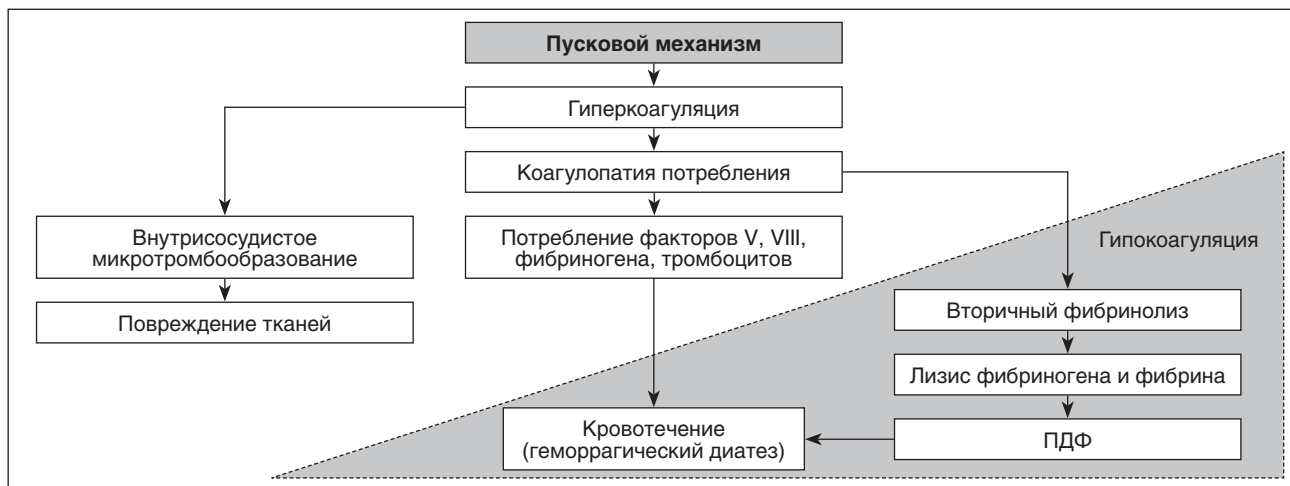 Пусковой механизм
Гиперкоагуляция
Коагулопатия потребления
Внутрисосудистое
микротромбообразование
Потребление факторов V, VIII,
фибриногена, тромбоцитов
Гипокоагуляция
Повреждение тканей
Вторичный фибринолиз
Лизис фибриногена и фибрина
Кровотечение
(геморрагический диатез)
ПДФ